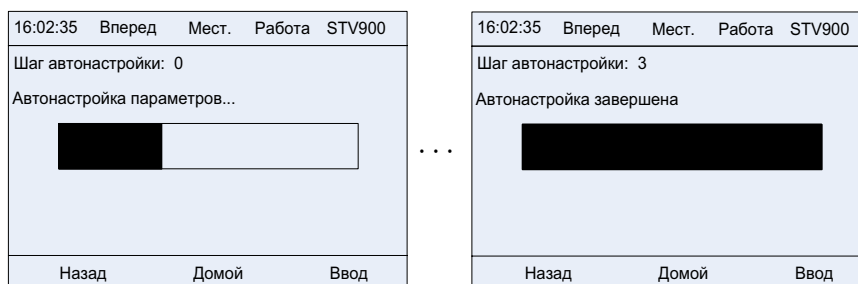 16:02:35 Вперед Мест. Работа STV900
Шаг автонастройки: 0
Автонастройка параметров...
Назад Домой Ввод
. . .
16:02:35 Вперед Мест. Работа STV900
Шаг автонастройки: 3
Автонастройка завершена
Назад Домой Ввод